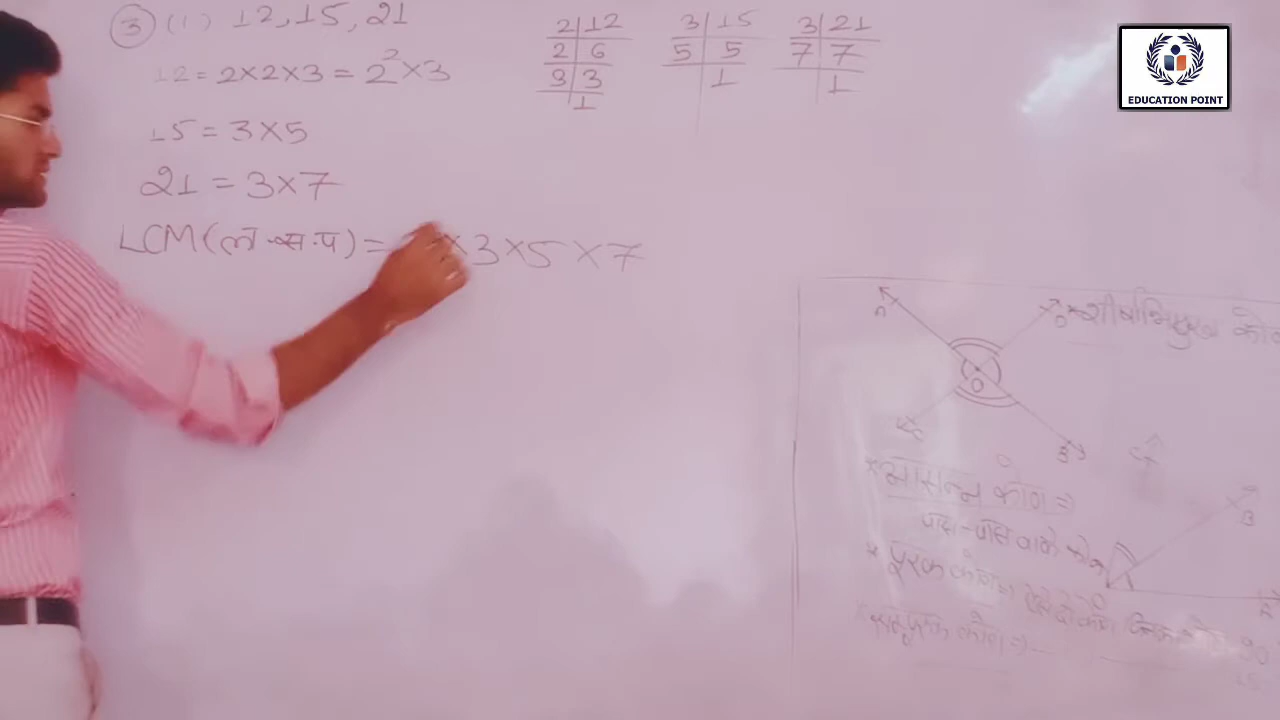 3 (i) 12, 15, 21
12 = 2×2×3 = 2²×3
15 = 3×5
21 = 3×7
LCM(ल॰स॰प) = ×3×5×7
2 | 12
2 | 6
3 | 3
1
3 | 15
5 | 5
1
3 | 21
7 | 7
1
EDUCATION POINT
A
D
O
C
B
*शीर्षाभिमुख
*आसन्न कोण ⇒
पास-पास वाले कोण
C
B
A
* पूरक कोण ⇒ ऐसे दो कोण
कोण ⇒
90